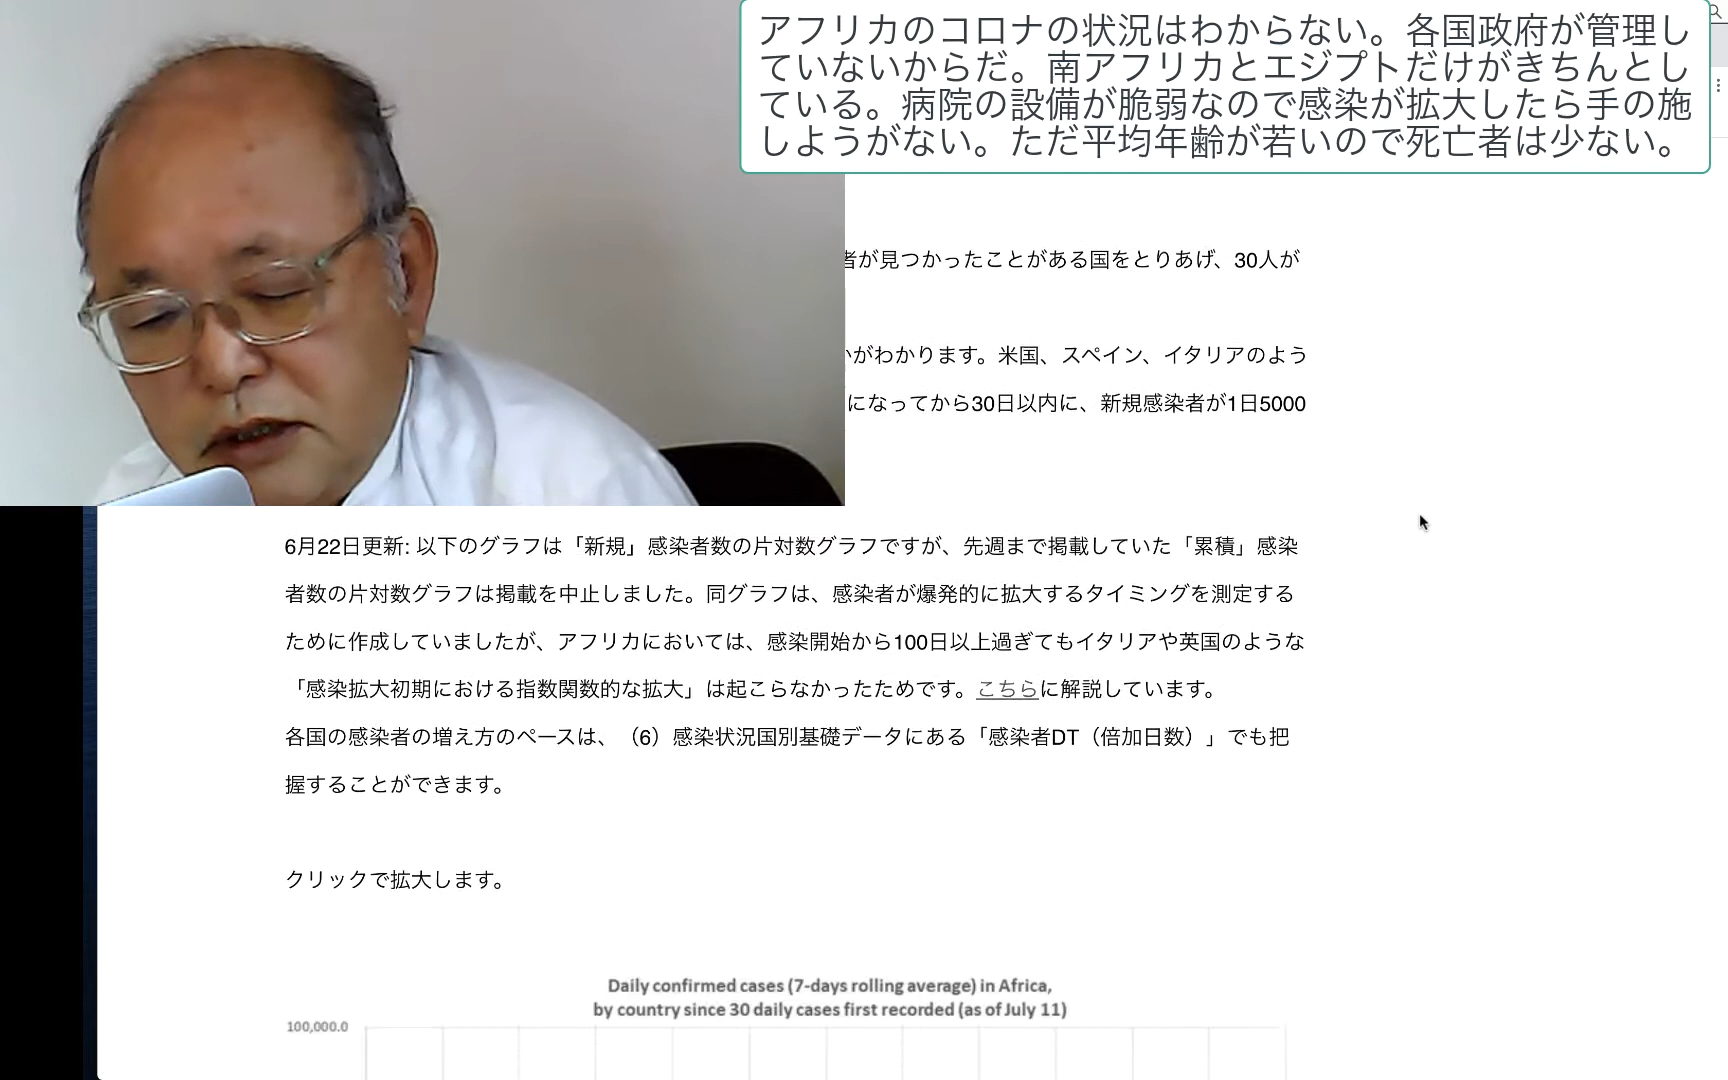 アフリカのコロナの状況はわからない。各国政府が管理し
ていないからだ。南アフリカとエジプトだけがきちんとし
ている。病院の設備が脆弱なので感染が拡大したら手の施
しようがない。ただ平均年齢が若いので死亡者は少ない。
者が見つかったことがある国をとりあげ、30人が
がわかります。米国、スペイン、イタリアのよう
になってから30日以内に、新規感染者が1日5000
6月22日更新: 以下のグラフは「新規」感染者数の片対数グラフですが、先週まで掲載していた「累積」感染
者数の片対数グラフは掲載を中止しました。同グラフは、感染者が爆発的に拡大するタイミングを測定する
ために作成していましたが、アフリカにおいては、感染開始から100日以上過ぎてもイタリアや英国のような
「感染拡大初期における指数関数的な拡大」は起こらなかったためです。こちらに解説しています。
各国の感染者の増え方のペースは、（6）感染状況国別基礎データにある「感染者DT（倍加日数）」でも把
握することができます。
クリックで拡大します。
Daily confirmed cases (7-days rolling average) in Africa,
by country since 30 daily cases first recorded (as of July 11)
100,000.0